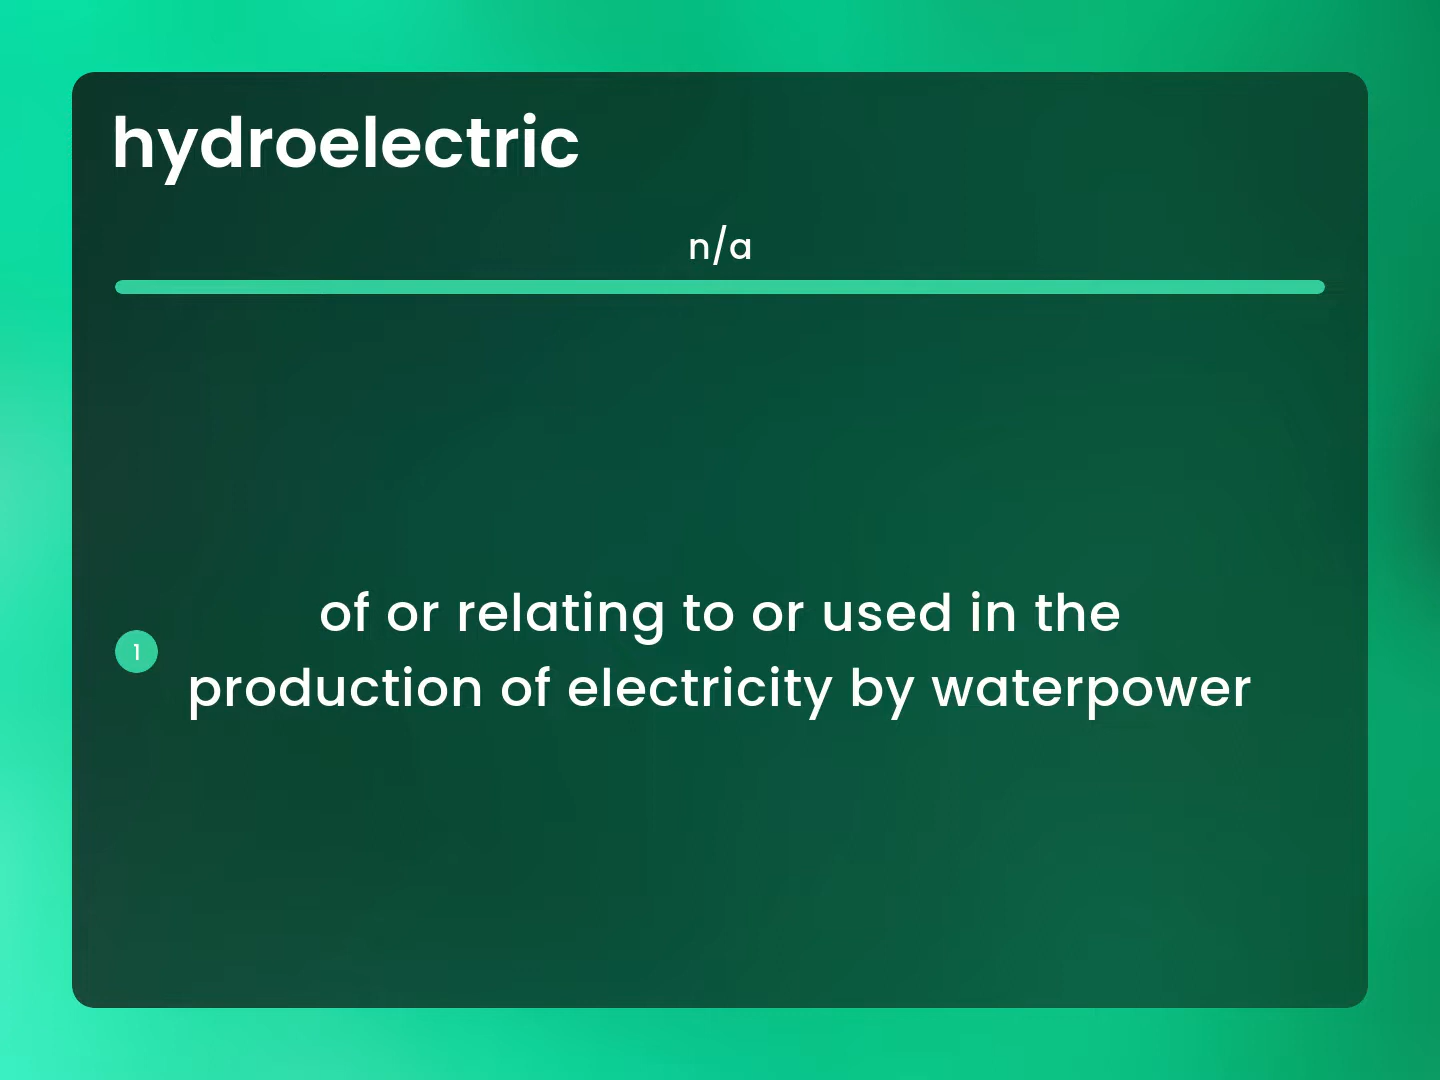 hydroelectric
n/a
1
of or relating to or used in the
production of electricity by waterpower